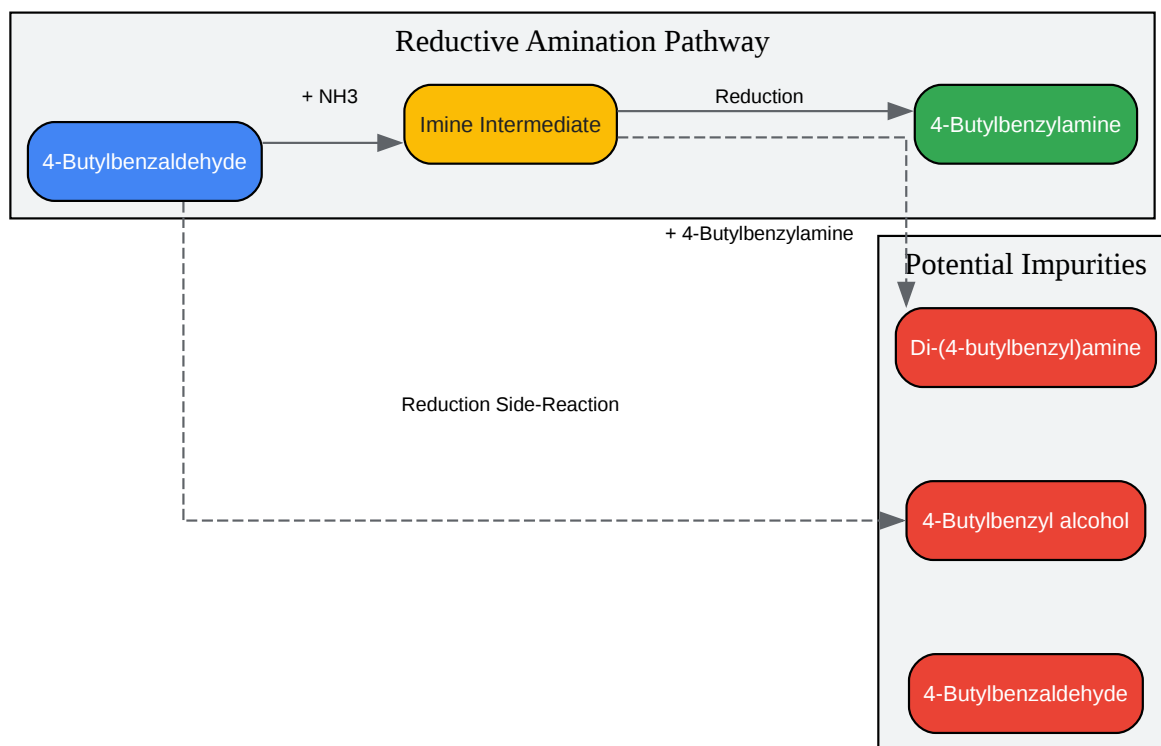 Reductive Amination Pathway
+ NH3
Reduction
Imine Intermediate
4-Butylbenzylamine
4-Butylbenzaldehyde
+ 4-Butylbenzylamine
Potential Impurities
Di-(4-butylbenzyl)amine
Reduction Side-Reaction
4-Butylbenzyl alcohol
4-Butylbenzaldehyde